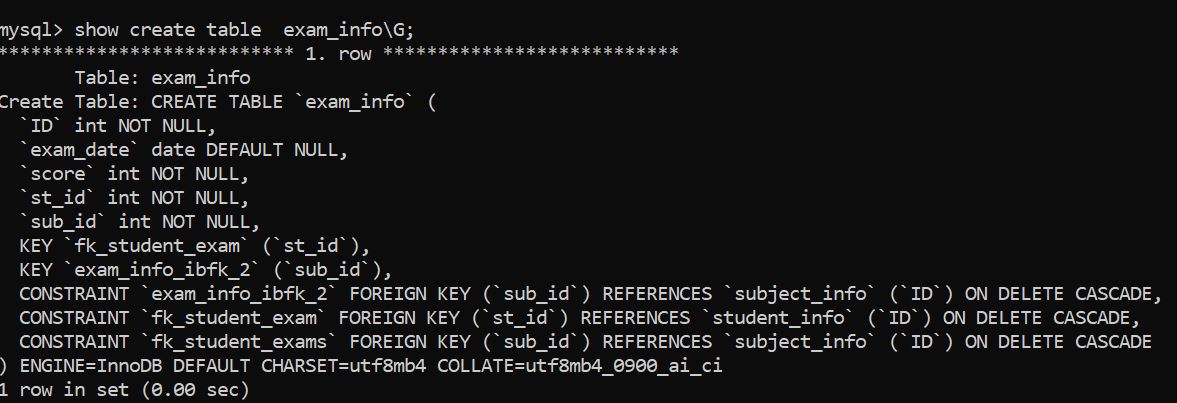 mysql> show create table  exam_info\G;
*************************** 1. row ***************************
       Table: exam_info
Create Table: CREATE TABLE `exam_info` (
  `ID` int NOT NULL,
  `exam_date` date DEFAULT NULL,
  `score` int NOT NULL,
  `st_id` int NOT NULL,
  `sub_id` int NOT NULL,
  KEY `fk_student_exam` (`st_id`),
  KEY `exam_info_ibfk_2` (`sub_id`),
  CONSTRAINT `exam_info_ibfk_2` FOREIGN KEY (`sub_id`) REFERENCES `subject_info` (`ID`) ON DELETE CASCADE,
  CONSTRAINT `fk_student_exam` FOREIGN KEY (`st_id`) REFERENCES `student_info` (`ID`) ON DELETE CASCADE,
  CONSTRAINT `fk_student_exams` FOREIGN KEY (`sub_id`) REFERENCES `subject_info` (`ID`) ON DELETE CASCADE
) ENGINE=InnoDB DEFAULT CHARSET=utf8mb4 COLLATE=utf8mb4_0900_ai_ci
1 row in set (0.00 sec)